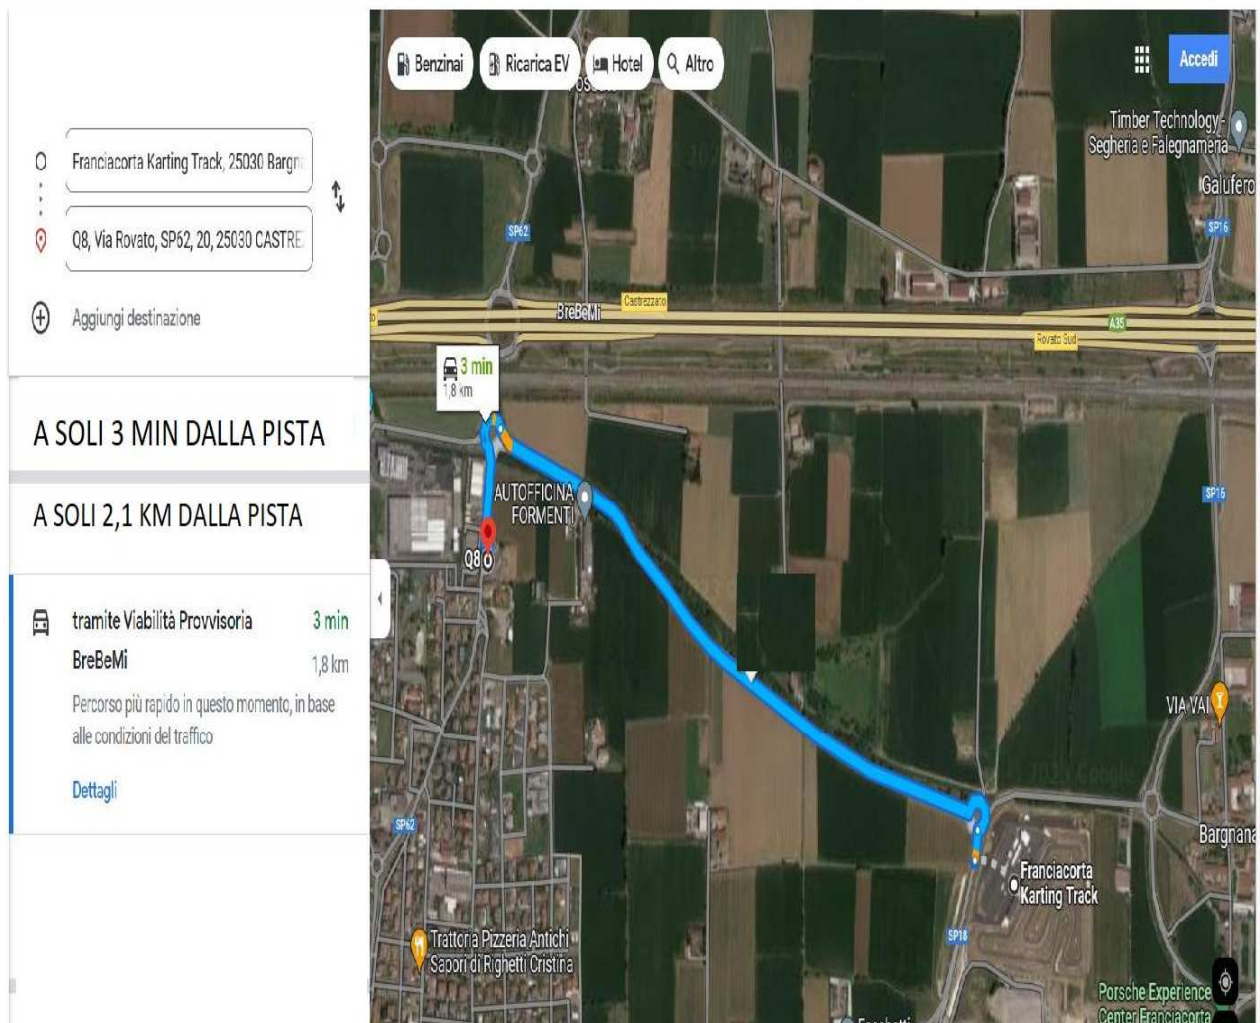 Franciacorta Karting Track, 25030 Bargna
Q8, Via Rovato, SP62, 20, 25030 CASTRE
Aggiungi destinazione
A SOLI 3 MIN DALLA PISTA
A SOLI 2,1 KM DALLA PISTA
tramite Viabilità Provvisoria
BreBeMi
3 min
1,8 km
Percorso più rapido in questo momento, in base
alle condizioni del traffico
Dettagli
Benzinai
Ricarica EV
Hotel
Altro
Accedi
Timber Technology -
Segheria e Falegnameria
Galufero
SP62
SP16
Castrezzato
BreBeMi
A35
Rovato Sud
3 min
1,8 km
AUTOFFICINA
FORMENTI
SP16
Q8
VIA VAI
SP62
Bargnana
Franciacorta
Karting Track
SP18
Trattoria Pizzeria Antichi
Sapori di Righetti Cristina
Porsche Experience
Center Franciacorta